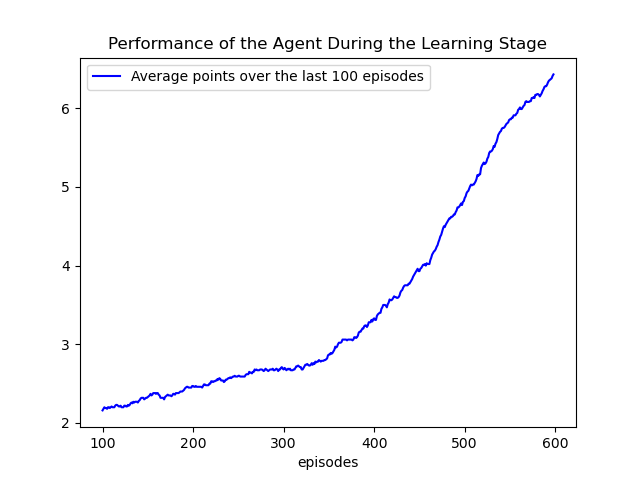 Performance of the Agent During the Learning Stage
Average points over the last 100 episodes
6
5
4
3
2
100 200 300 400 500 600
episodes